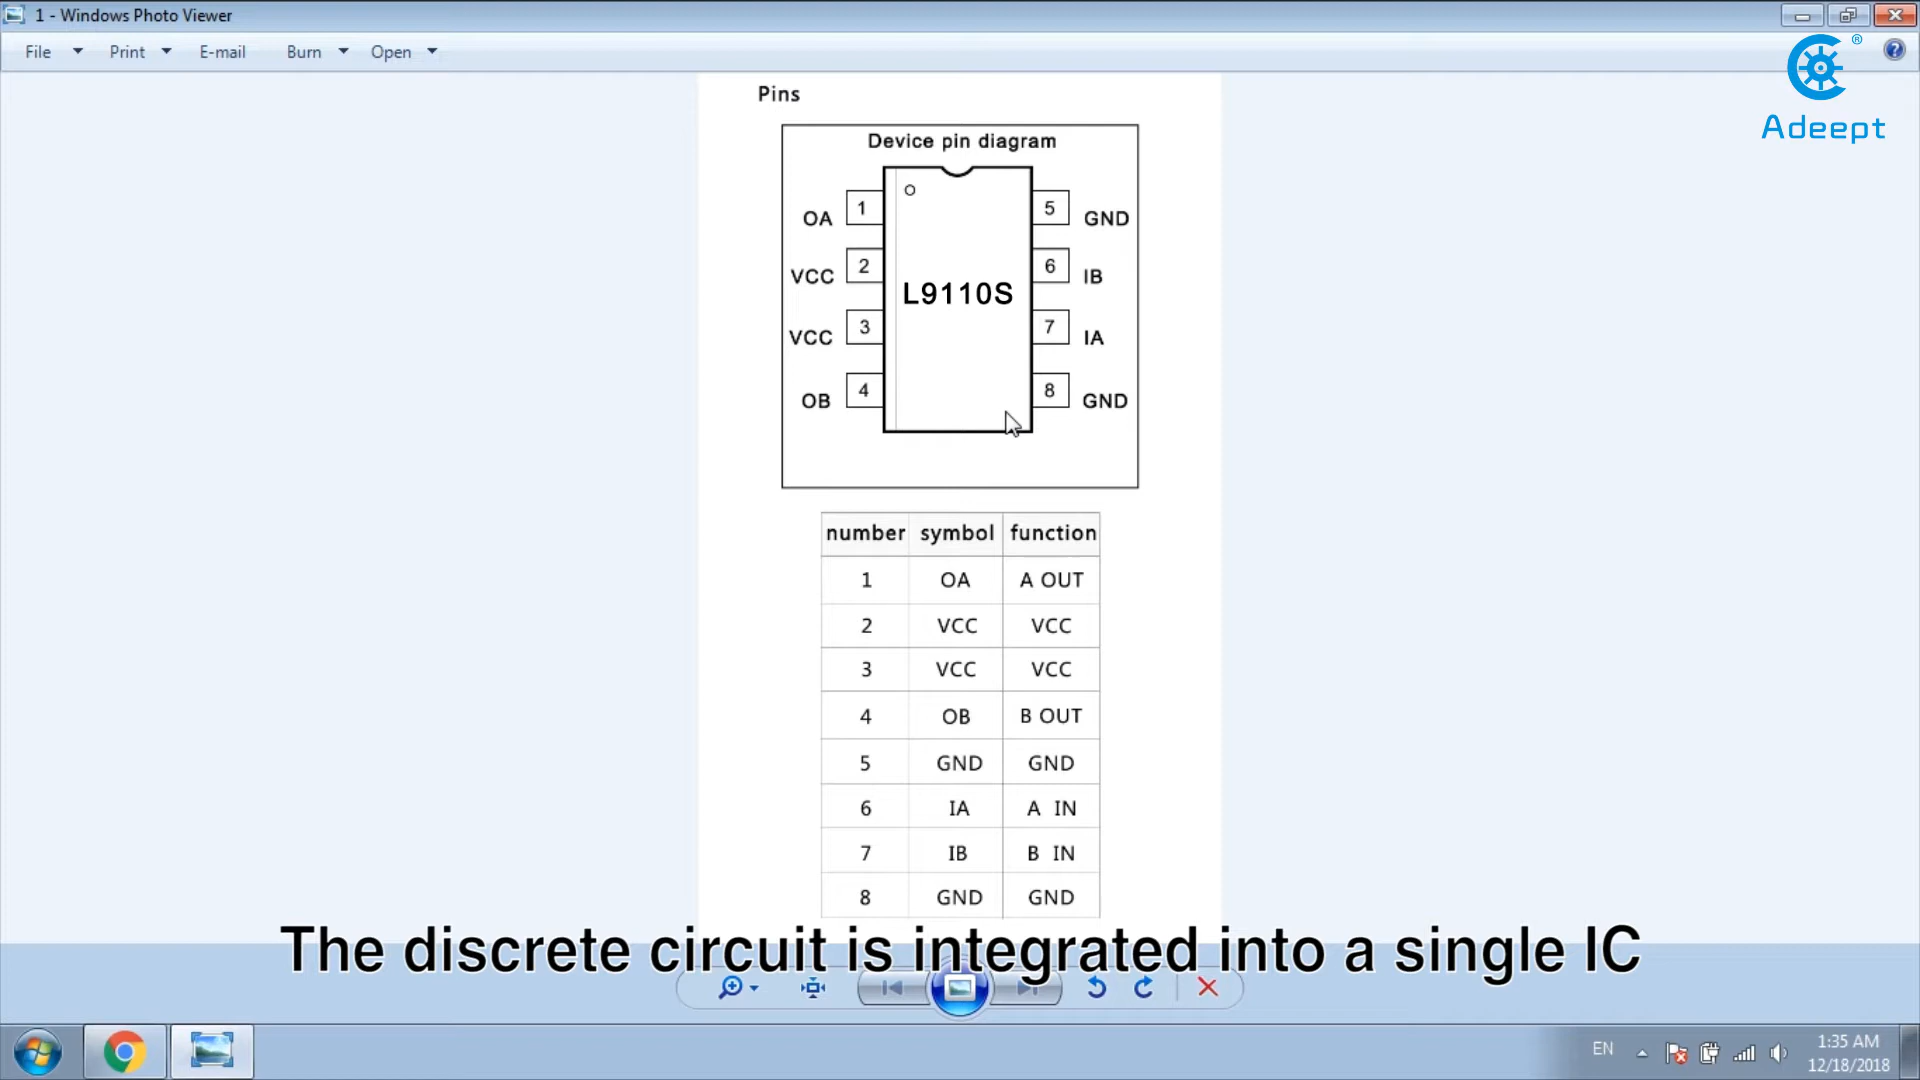 1 - Windows Photo Viewer
File Print E-mail Burn Open
®
Adeept
Pins
Device pin diagram
OA 1 5 GND
VCC 2 6 IB
L9110S
VCC 3 7 IA
OB 4 8 GND
number symbol function
1 OA A OUT
2 VCC VCC
3 VCC VCC
4 OB B OUT
5 GND GND
6 IA A IN
7 IB B IN
8 GND GND
The discrete circuit is integrated into a single IC
EN
1:35 AM
12/18/2018